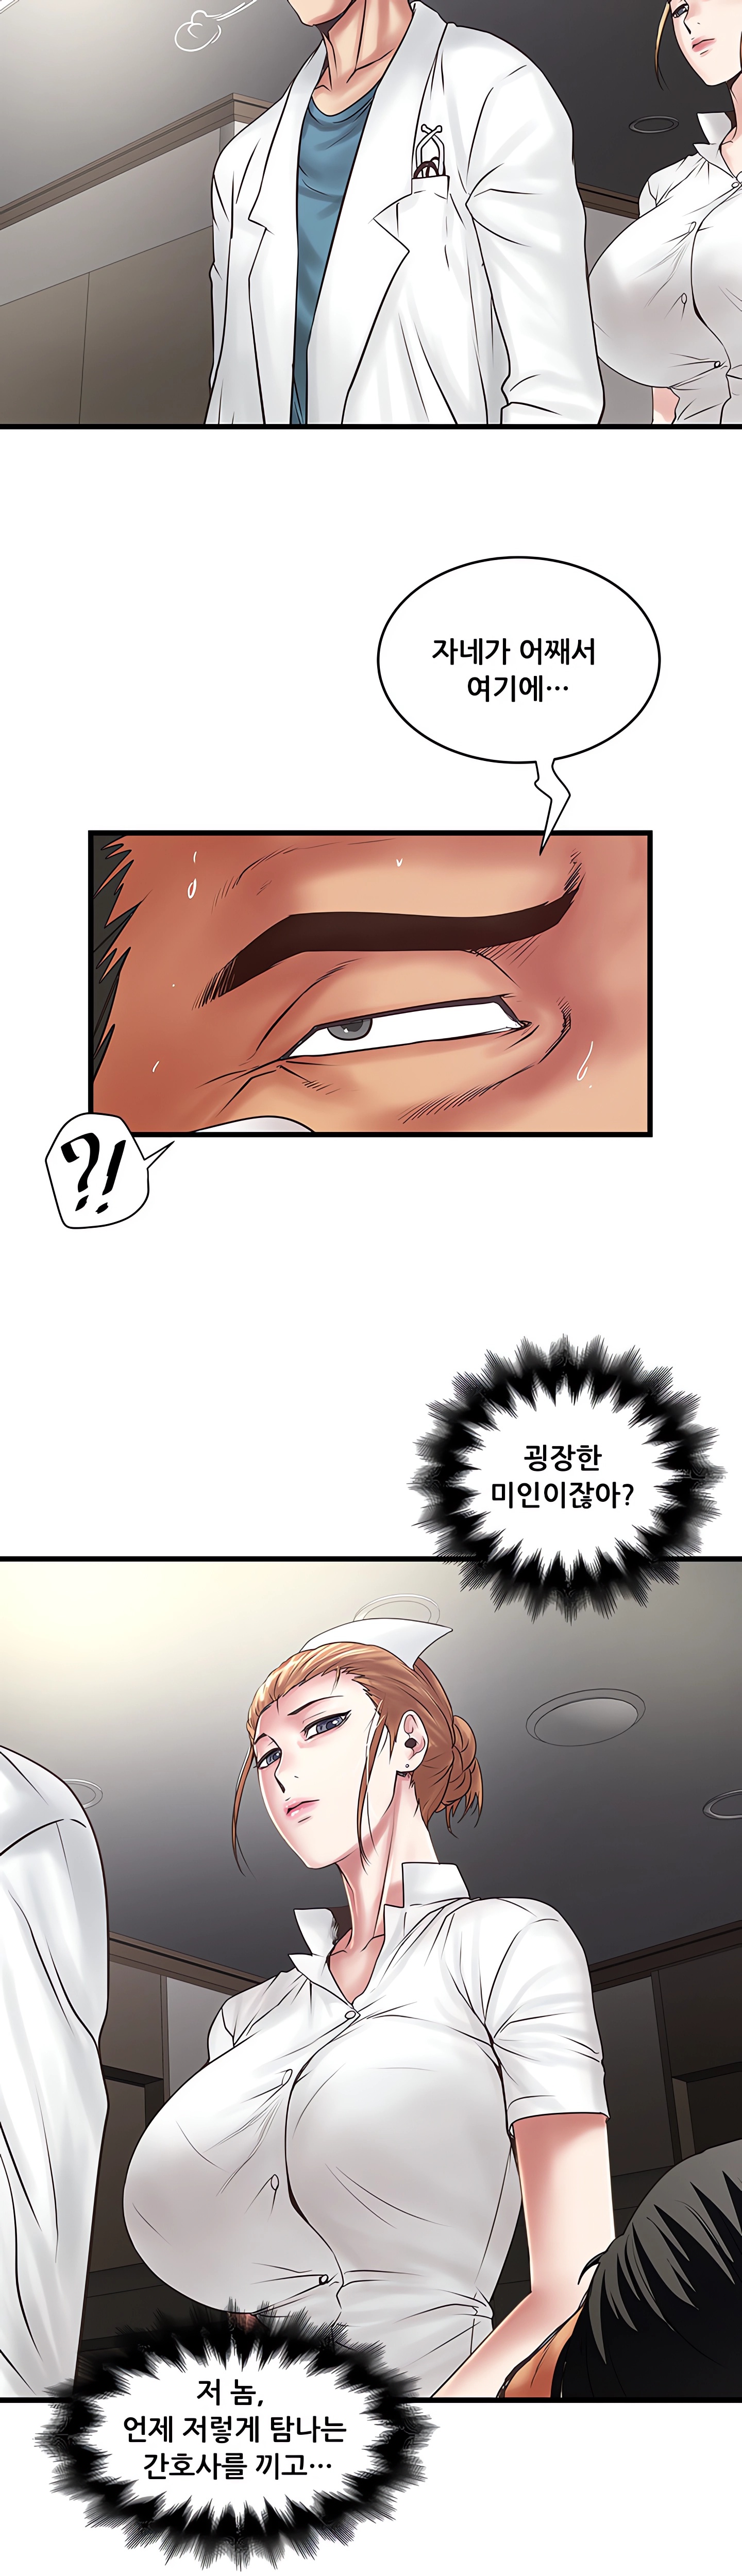 자네가 어째서
여기에…
?!
굉장한
미인이잖아?
저 놈,
언제 저렇게 탐나는
간호사를 끼고…